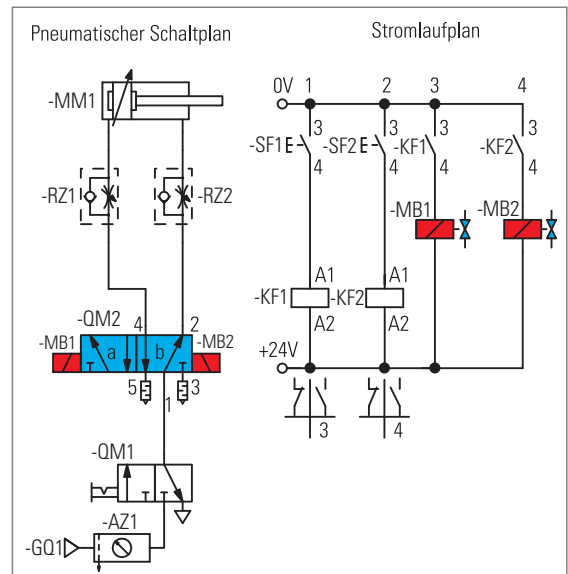 Pneumatischer Schaltplan
Stromlaufplan
-MM1
-RZ1
-RZ2
-QM2
4
2
-MB1
a
b
-MB2
5
1
3
-QM1
-AZ1
-GQ1
0V
1
2
3
4
3
3
3
3
-SF1
-SF2
-KF1
-KF2
4
4
4
4
-MB1
-MB2
A1
A1
-KF1
-KF2
A2
A2
+24V
3
4